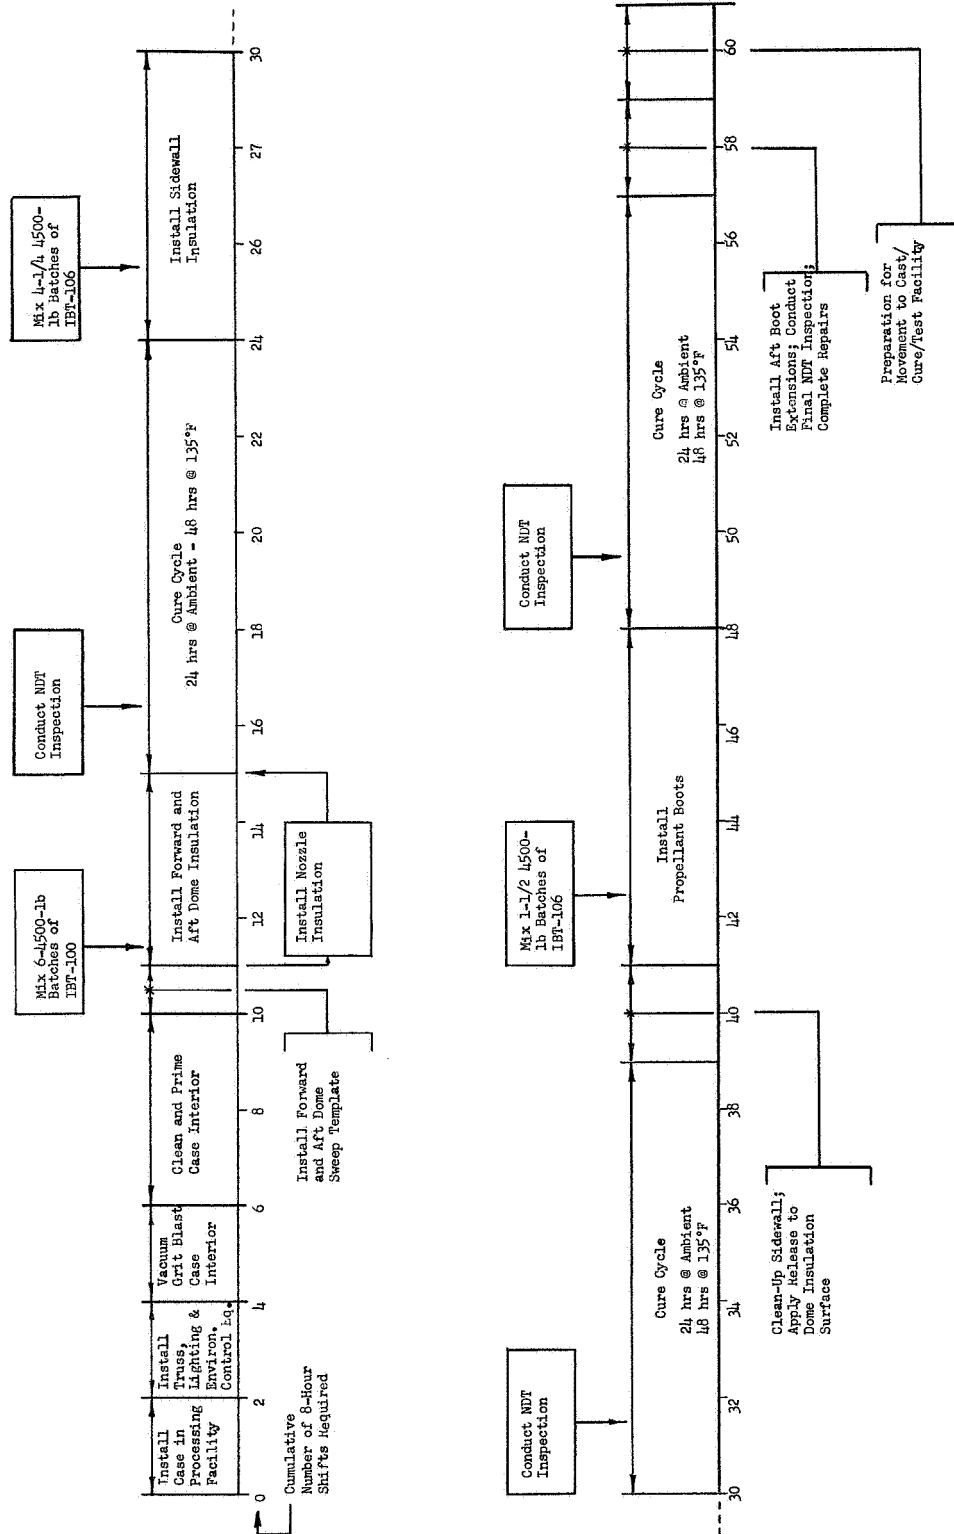 Mix 6-4500-lb
Batches of
IBT-100
Conduct NDT
Inspection
Mix 4-1/4 4500-
lb Batches of
IBT-106
Install
Case in
Processing
Facility
Install
Truss,
Lighting &
Environ.
Control Eq.
Vacuum
Grit Blast
Case
Interior
Clean and Prime
Case Interior
Install Forward and
Aft Dome Insulation
Cure Cycle
24 hrs @ Ambient - 48 hrs @ 135°F
Install Sidewall
Insulation
0 2 4 6 8 10 12 14 16 18 20 22 24 26 27 30
Cumulative
Number of 8-Hour
Shifts Required
Install Forward
and Aft Dome
Sweep Template
Install Nozzle
Insulation
Conduct NDT
Inspection
Mix 1-1/2 4500-
lb Batches of
IBT-106
Conduct NDT
Inspection
Cure Cycle
24 hrs @ Ambient
48 hrs @ 135°F
Install
Propellant Boots
Cure Cycle
24 hrs @ Ambient
48 hrs @ 135°F
30 32 34 36 38 40 42 44 46 48 50 52 54 56 58 60
Clean-Up Sidewall;
Apply Release to
Dome Insulation
Surface
Install Aft Boot
Extensions; Conduct
Final NDT Inspection;
Complete Repairs
Preparation for
Movement to Cast/
Cure/Test Facility